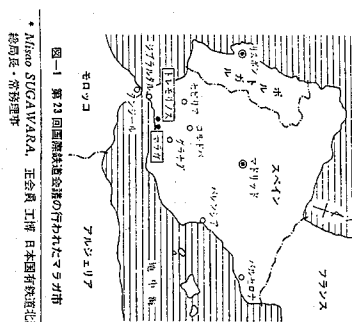 フランス
バルセロナ
スペイン
マドリッド
バレンシア
ポルトガル
リスボン
コルドバ
セビリア
グラナダ
トレモリノス
マラガ
ジブラルタル
タンジール
地中海
モロッコ
アルジェリア
図—1 第23回国際鉄道会議の行われたマラガ市
* Misao SUGAWARA, 正会員 工博 日本国有鉄道北
総局長・常務理事